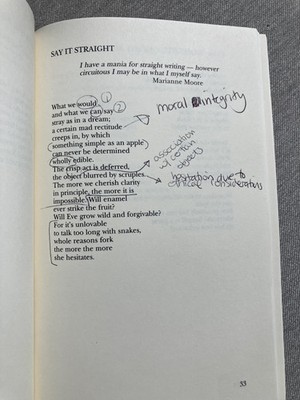 SAY IT STRAIGHT
I have a mania for straight writing — however
circuitous I may be in what I myself say.
Marianne Moore
What we would, ①
and what we can say ②
stray as in a dream;
a certain mad rectitude
creeps in, by which
something simple as an apple
can never be determined
wholly edible.
The crisp act is deferred,
the object blurred by scruples.
The more we cherish clarity
in principle, the more it is
impossible. Will enamel
ever strike the fruit?
Will Eve grow wild and forgivable?
For it's unlovable
to talk too long with snakes,
whole reasons fork
the more the more
she hesitates.
moral integrity
association
w/ certain
objects
hesitation due to
ethical considerations
33